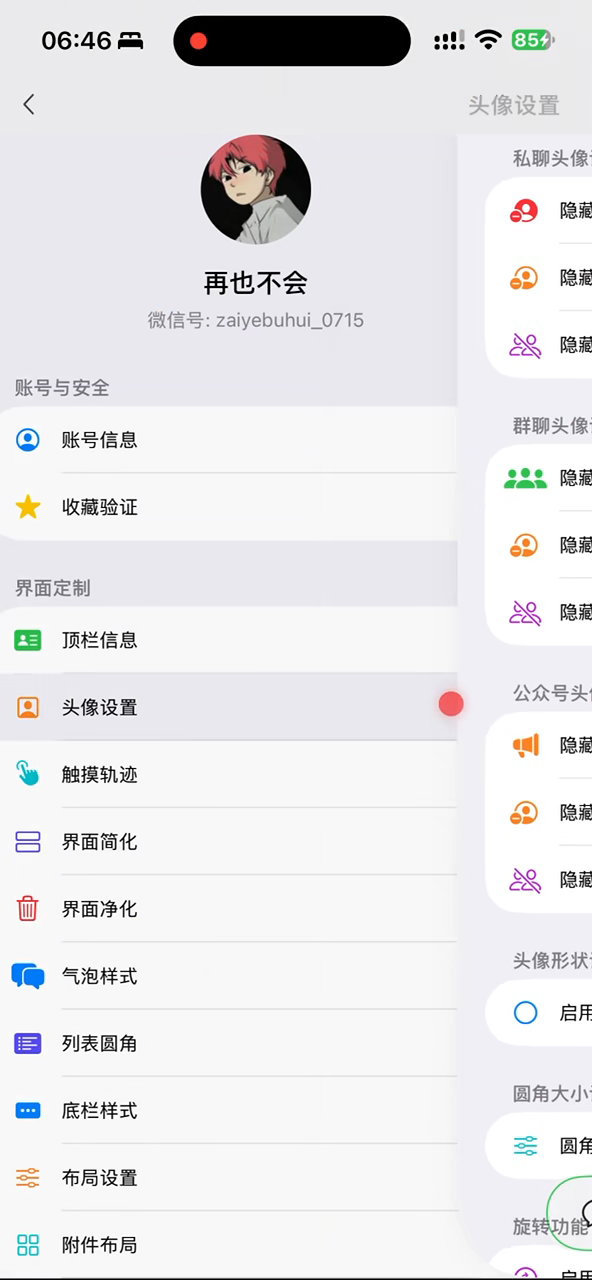 06:46
85
头像设置
再也不会
微信号: zaiyebuhui_0715
账号与安全
账号信息
收藏验证
界面定制
顶栏信息
头像设置
触摸轨迹
界面简化
界面净化
气泡样式
列表圆角
底栏样式
布局设置
附件布局
私聊头像
隐藏
隐藏
隐藏
群聊头像
隐藏
隐藏
隐藏
公众号头像
隐藏
隐藏
隐藏
头像形状
启用
圆角大小
圆角
旋转功能
启用